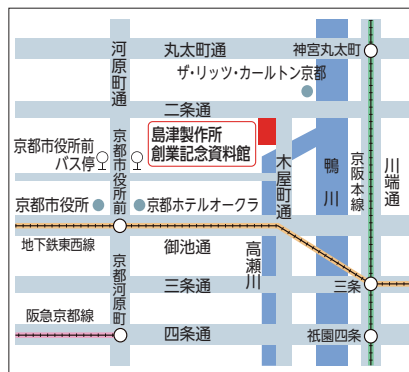 河原町通
丸太町通
神宮丸太町
ザ・リッツ・カールトン京都
二条通
島津製作所
創業記念資料館
京都市役所前
バス停
京都市役所前
木屋町通
鴨川
京阪本線
川端通
京都市役所
京都ホテルオークラ
地下鉄東西線
御池通
高瀬川
京都河原町
三条通
三条
阪急京都線
四条通
祇園四条